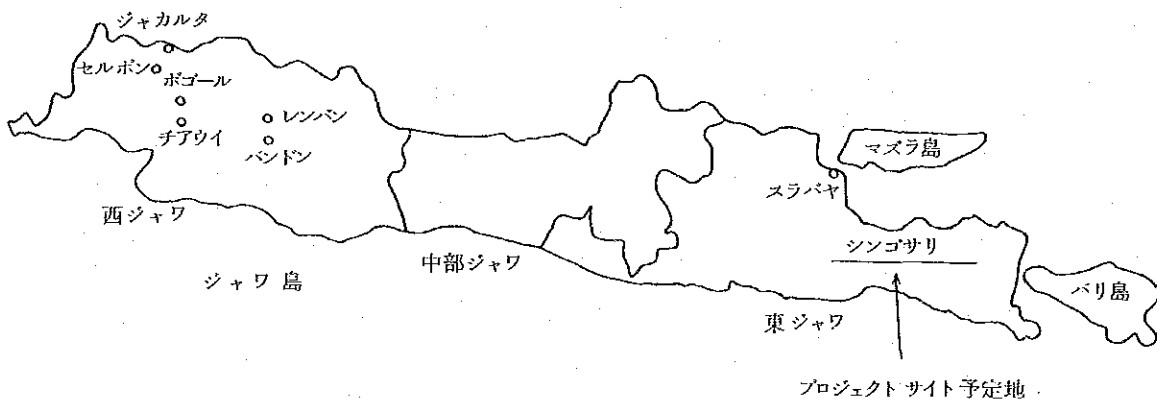 ジャカルタ
セルポン
ボゴール
チアウイ
レンバン
バンドン
西ジャワ
ジャワ島
中部ジャワ
マズラ島
スラバヤ
シンゴサリ
バリ島
東ジャワ
プロジェクトサイト予定地